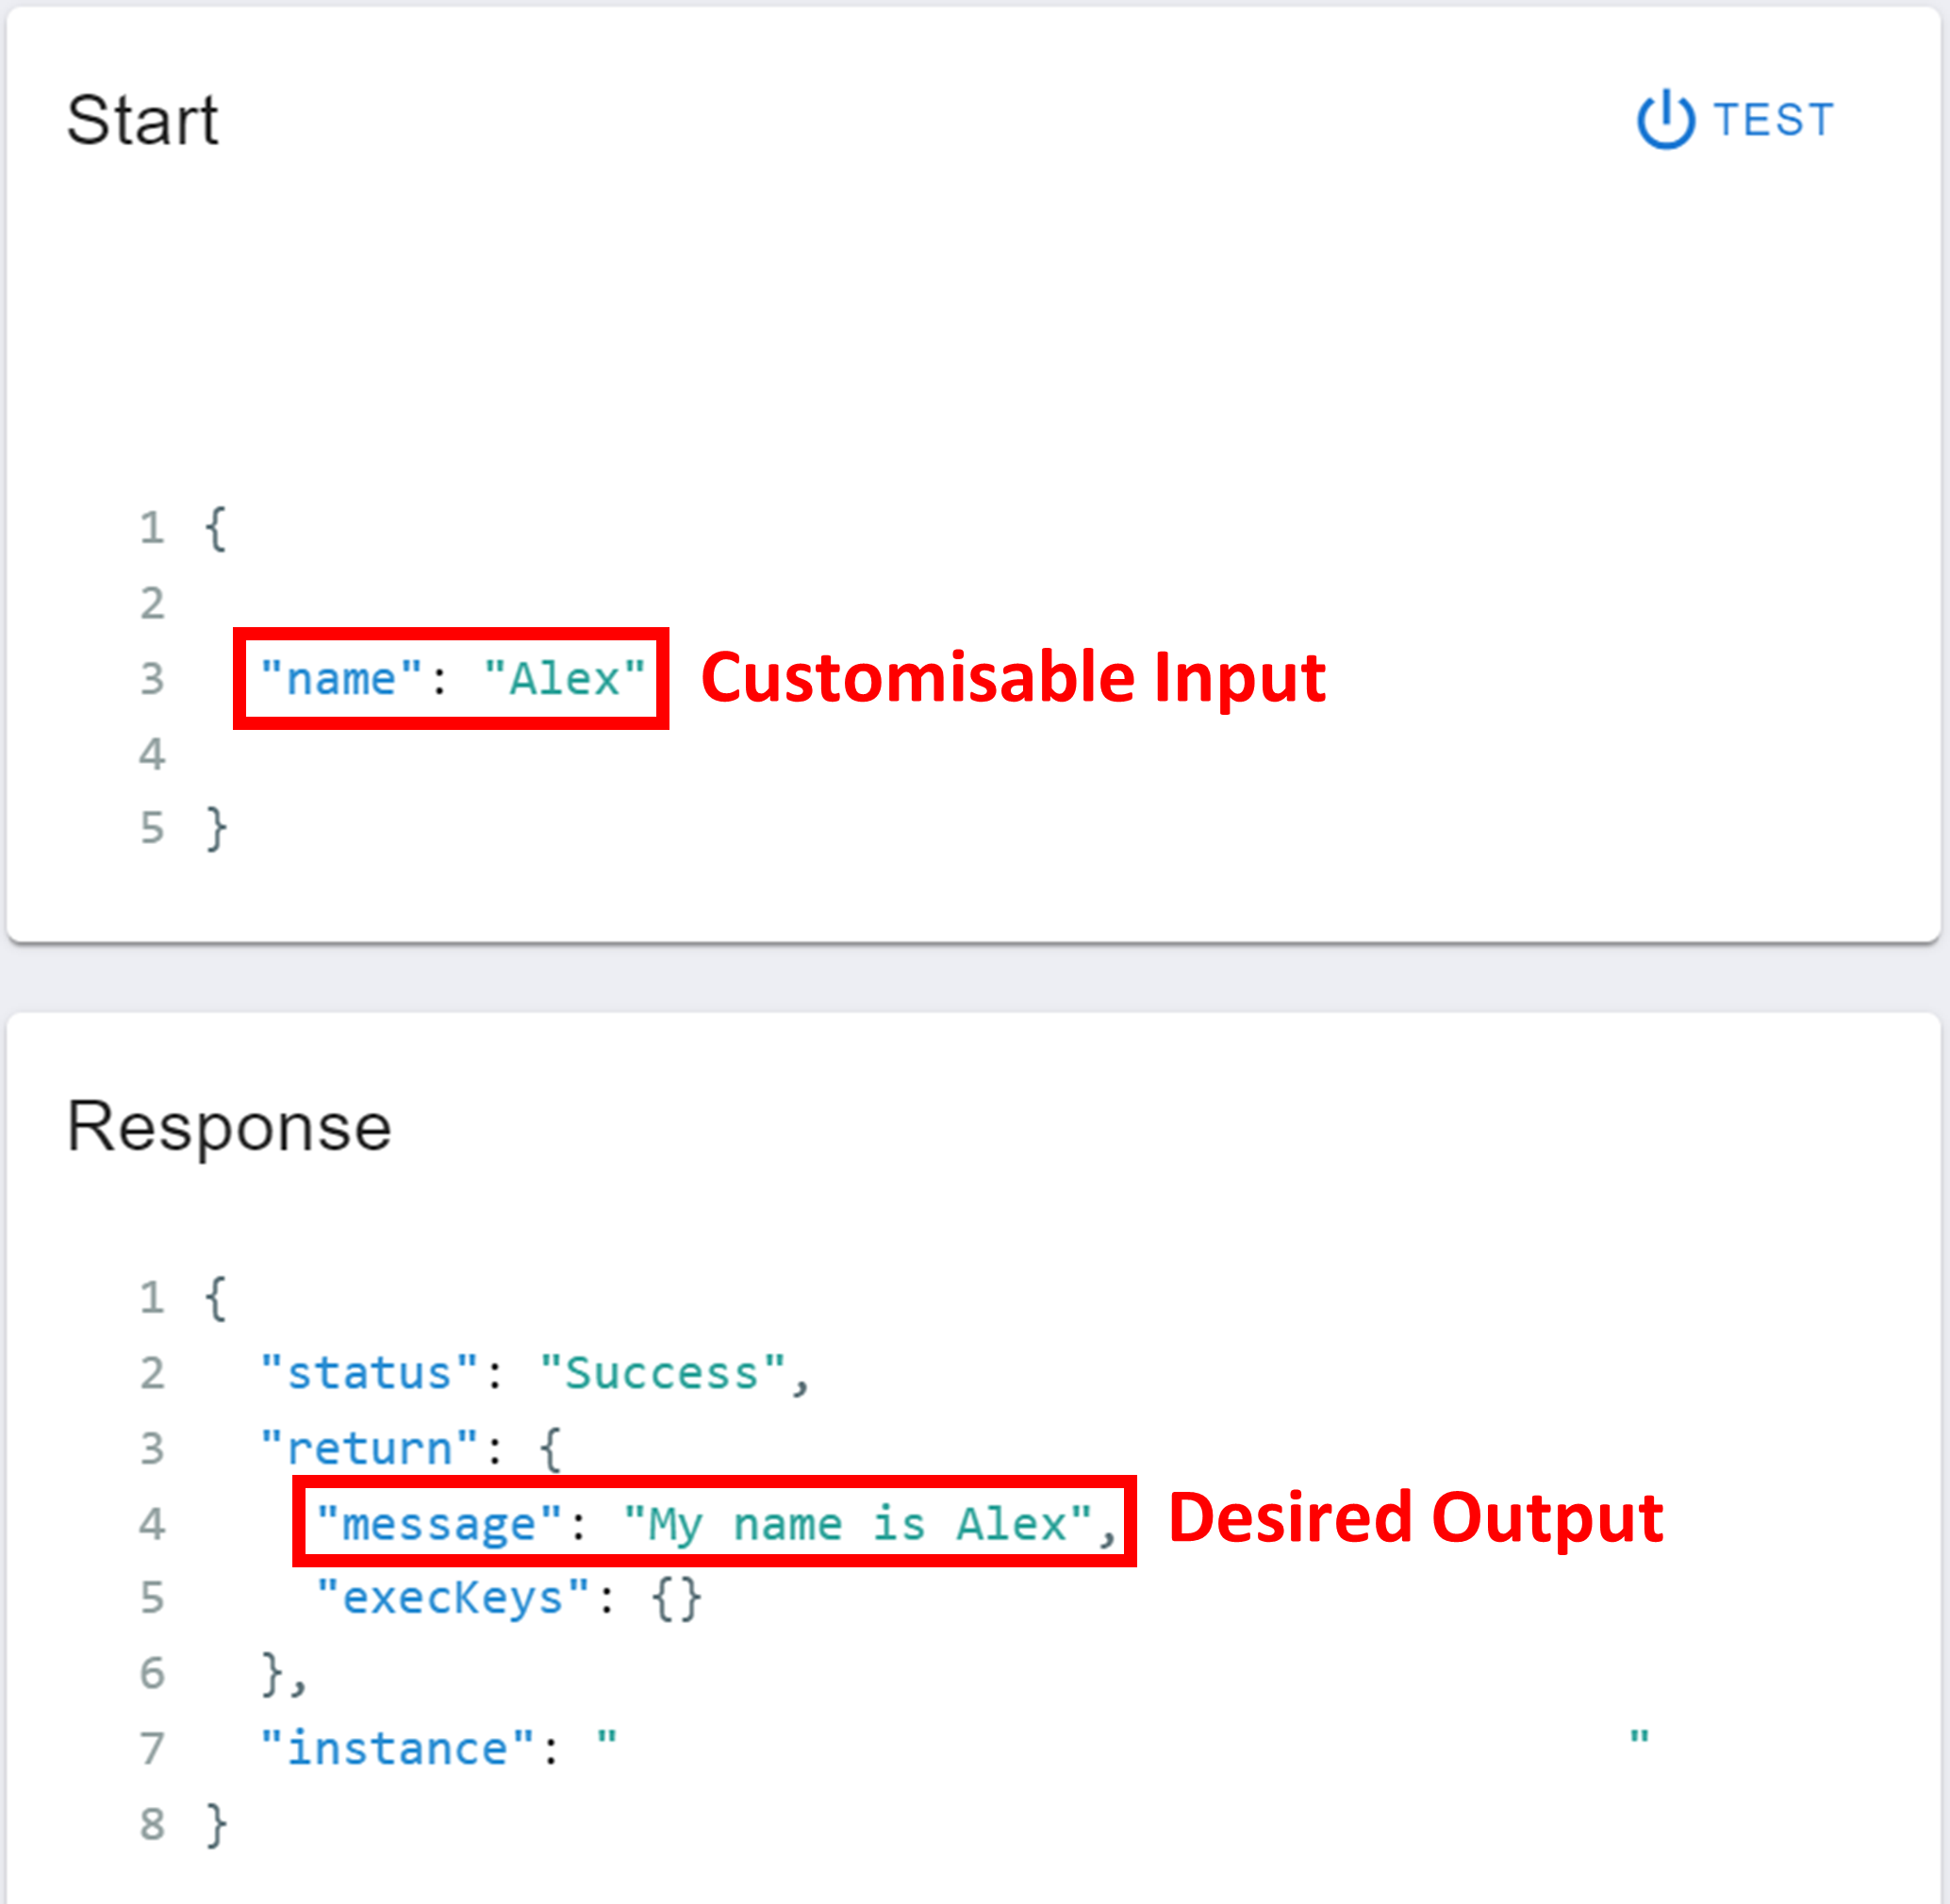 Start
TEST
1 {
2
3 "name": "Alex" Customisable Input
4
5 }
Response
1 {
2 "status": "Success",
3 "return": {
4 "message": "My name is Alex", Desired Output
5 "execKeys": {}
6 },
7 "instance": " "
8 }